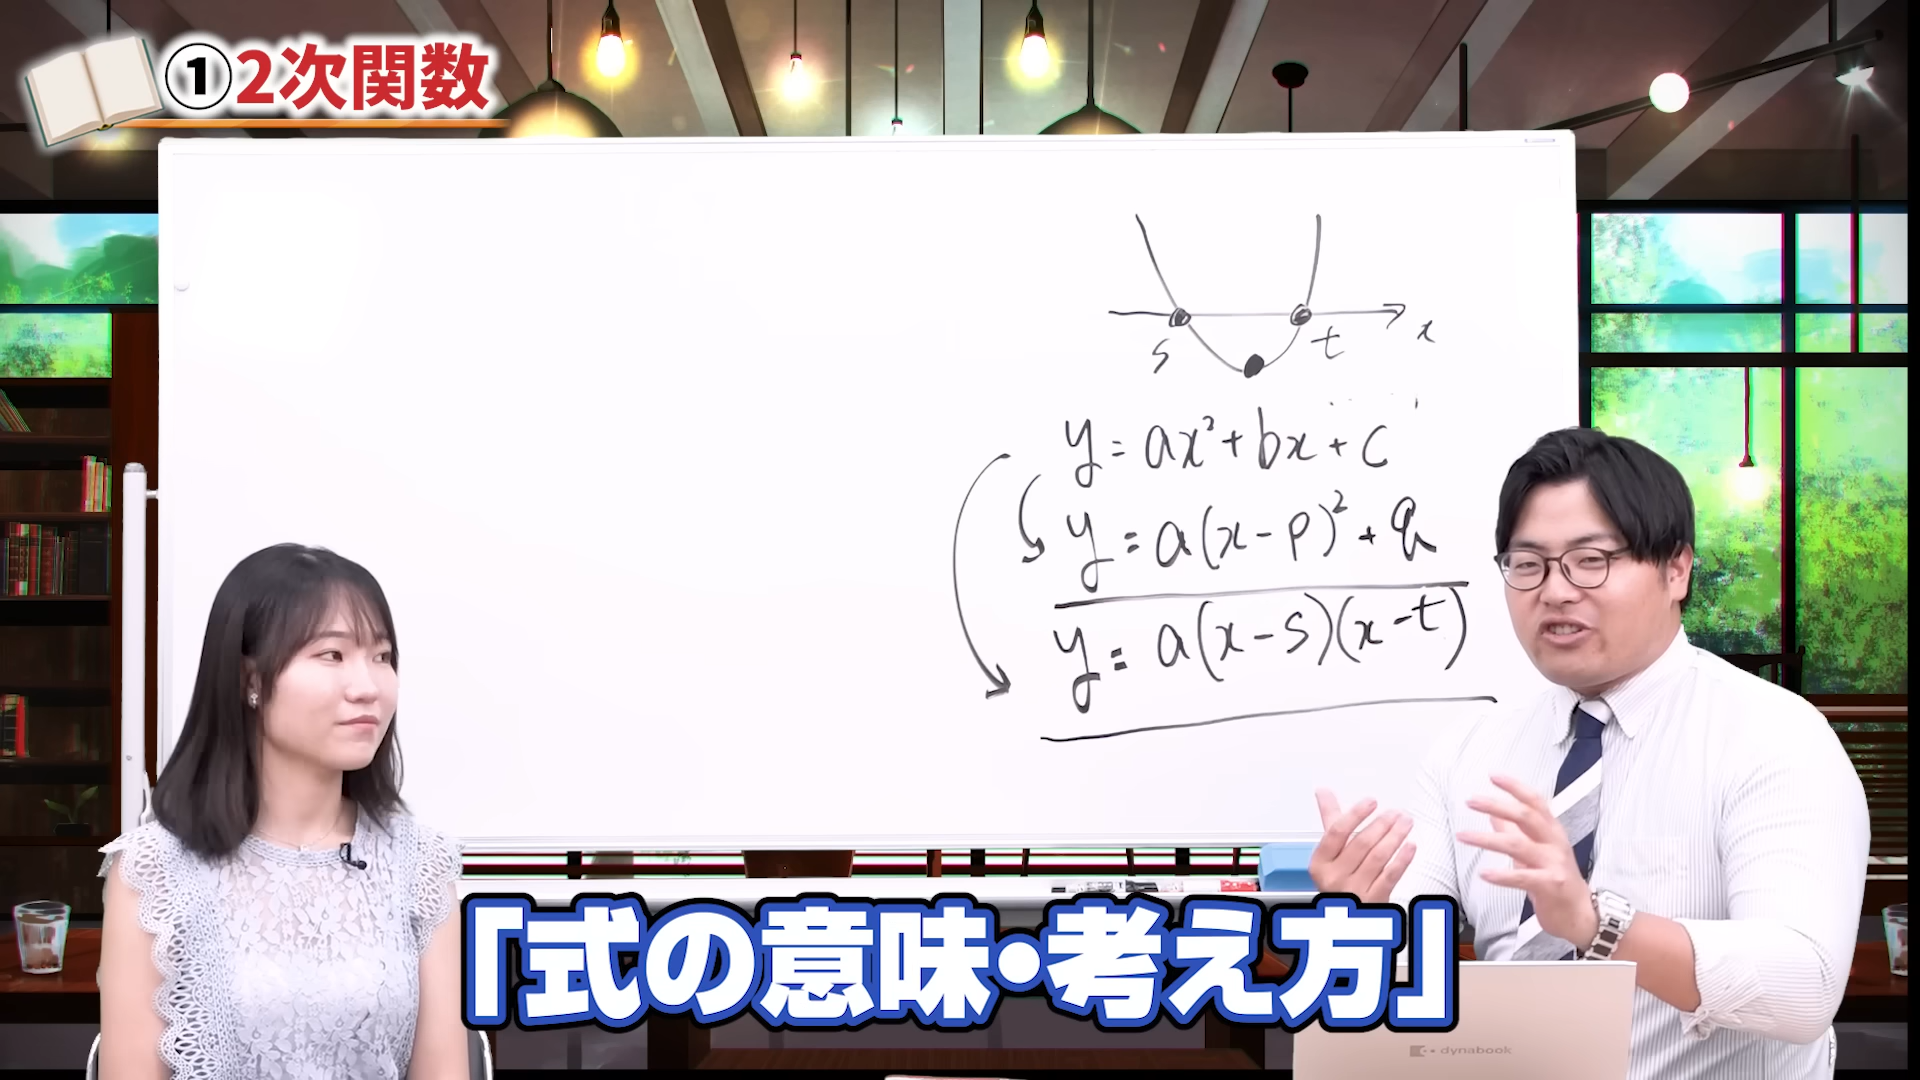 ①2次関数
x
s
t
y = ax² + bx + c
y = a(x - p)² + q
y = a(x - s)(x - t)
「式の意味・考え方」
dynabook